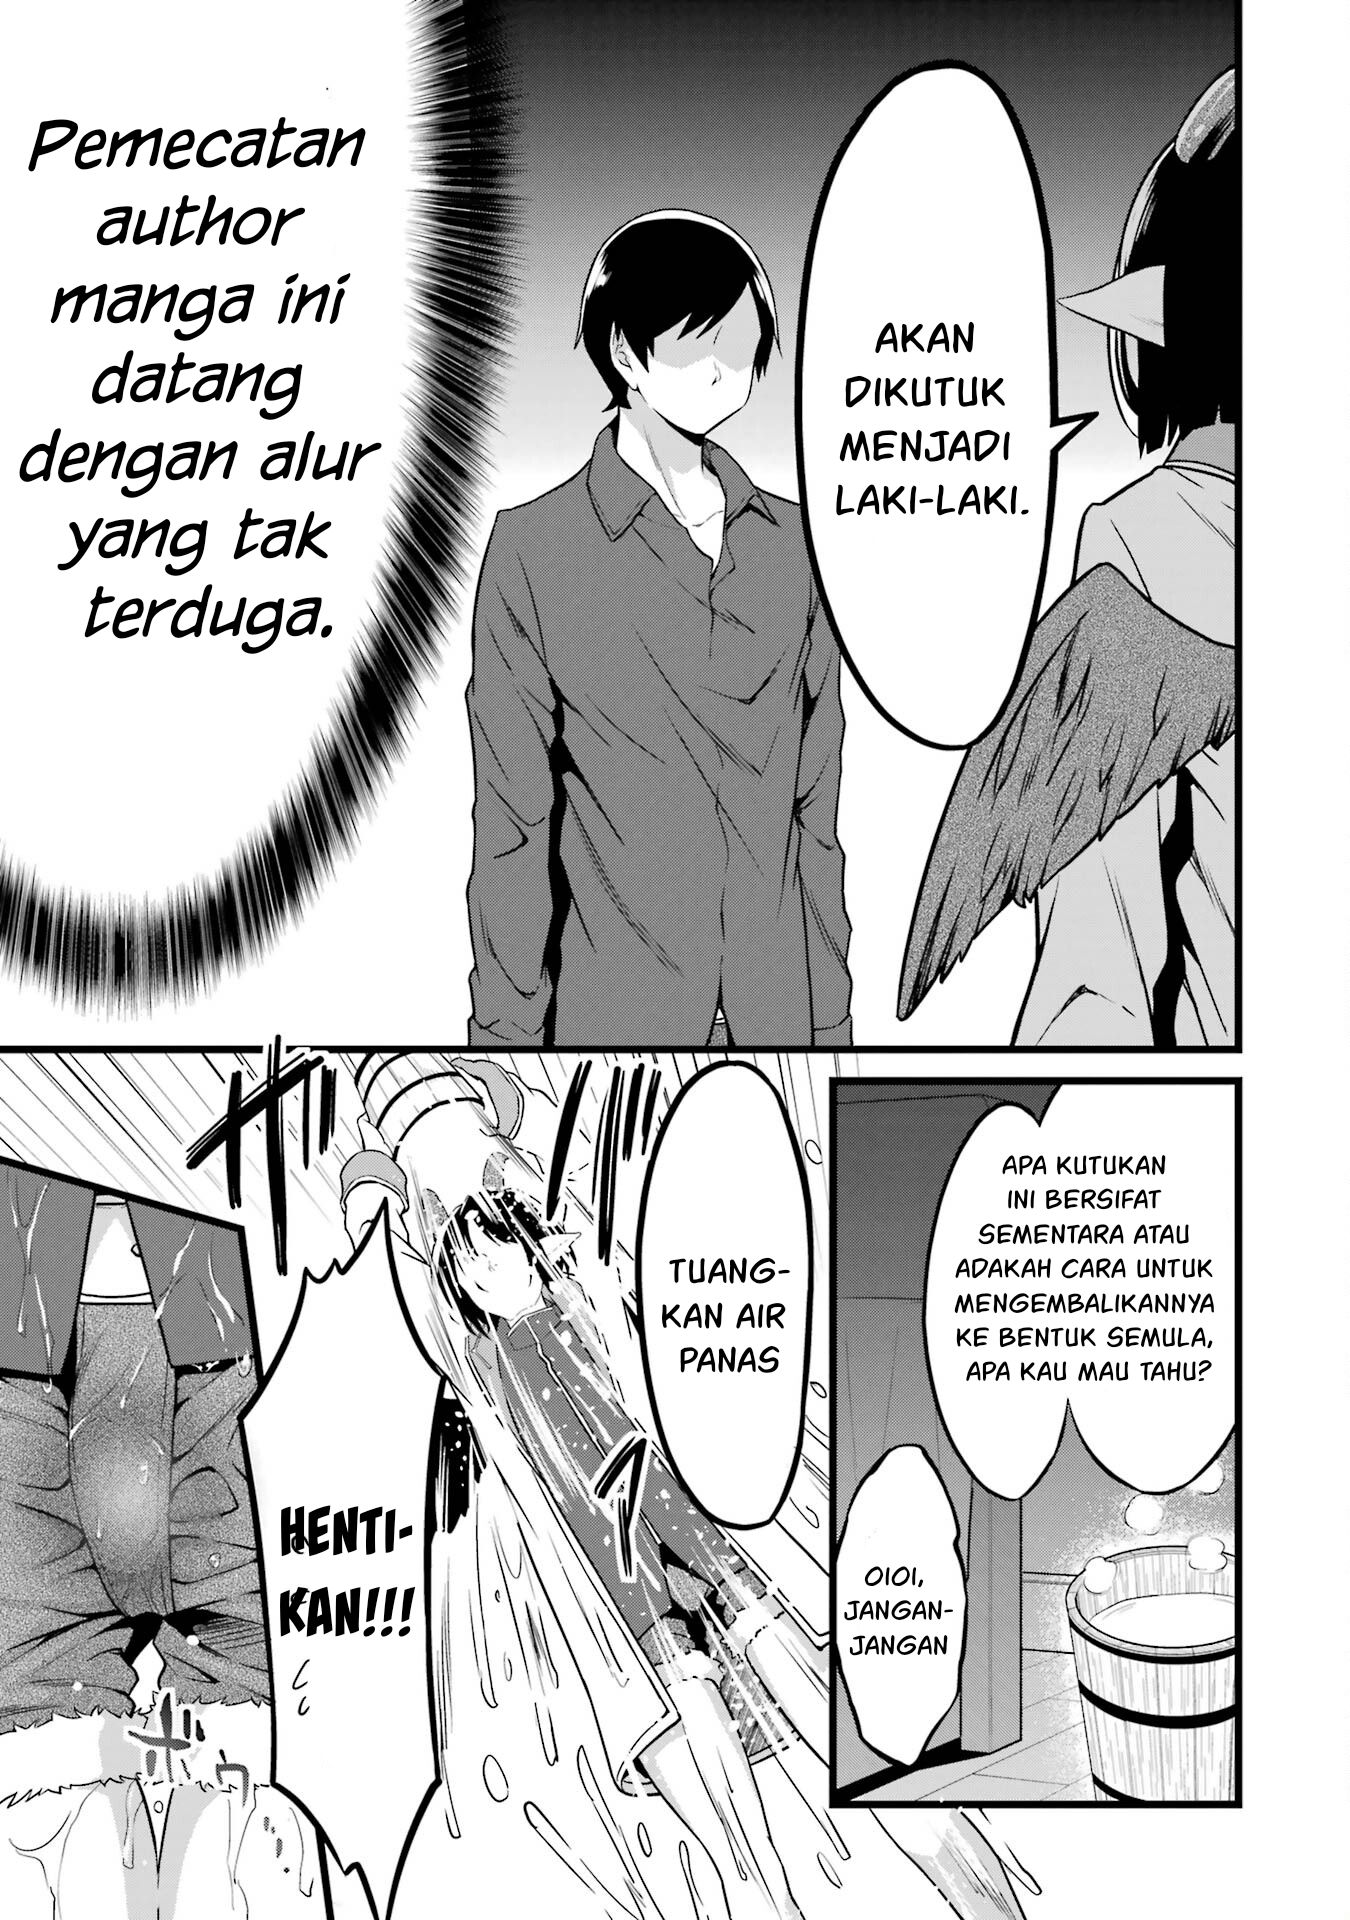 AKAN
DIKUTUK
MENJADI
LAKI-LAKI.
Pemecatan
author
manga ini
datang
dengan alur
yang tak
terduga.
APA KUTUKAN
INI BERSIFAT
SEMENTARA ATAU
ADAKAH CARA UNTUK
MENGEMBALIKANNYA
KE BENTUK SEMULA,
APA KAU MAU TAHU?
OIOI,
JANGAN-
JANGAN
TUANG-
KAN AIR
PANAS
HENTI-
KAN!!!
ボゥ